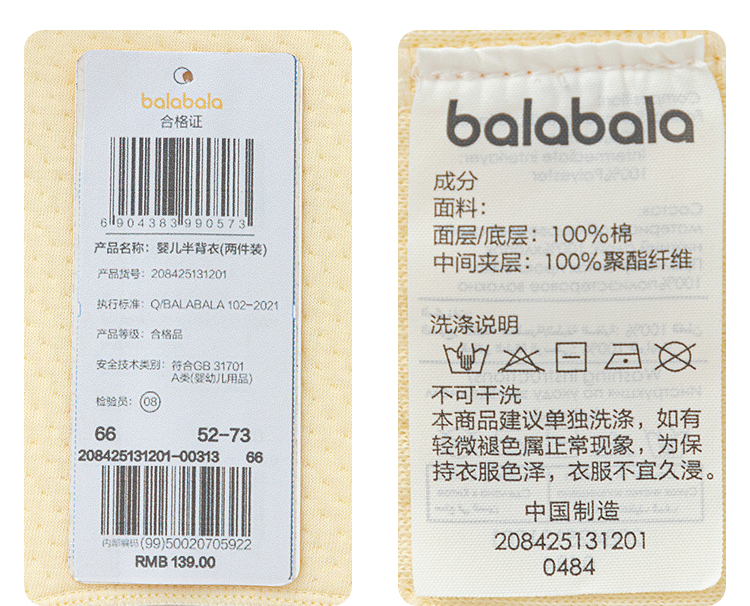 balabala
合格证
6 904383 990573
产品名称：婴儿半背衣(两件装)
产品货号：208425131201
执行标准：Q/BALABALA 102-2021
产品等级：合格品
安全技术类别：符合GB 31701
A类(婴幼儿用品)
检验员：08
66 52-73
208425131201-00313 66
内部编码 (99)50020705922
RMB 139.00
balabala
成分
面料：
面层/底层：100%棉
中间夹层：100%聚酯纤维
洗涤说明
不可干洗
本商品建议单独洗涤，如有
轻微褪色属正常现象，为保
持衣服色泽，衣服不宜久浸。
中国制造
208425131201
0484